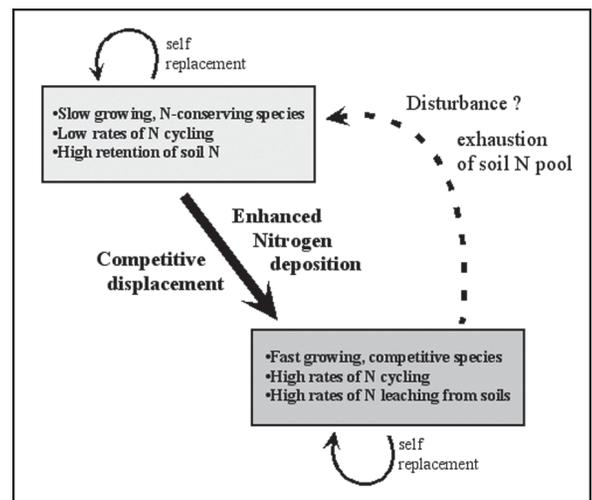 self
replacement
•Slow growing, N-conserving species
•Low rates of N cycling
•High retention of soil N
Disturbance ?
exhaustion
of soil N pool
Enhanced
Nitrogen
deposition
Competitive
displacement
•Fast growing, competitive species
•High rates of N cycling
•High rates of N leaching from soils
self
replacement